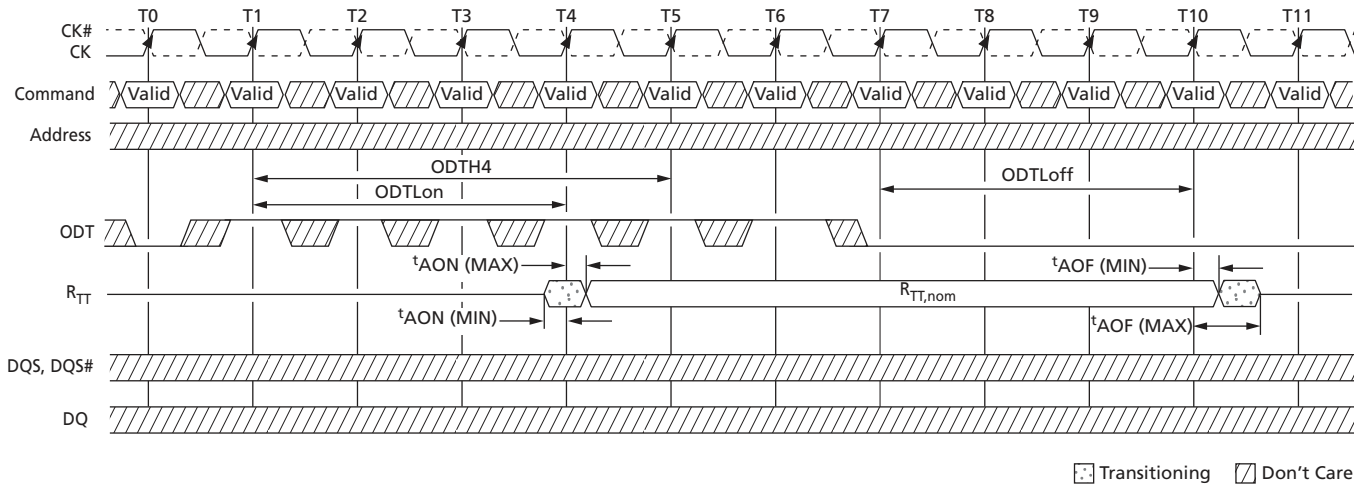 T0 T1 T2 T3 T4 T5 T6 T7 T8 T9 T10 T11
CK#
CK
Command Valid Valid Valid Valid Valid Valid Valid Valid Valid Valid Valid Valid
Address
ODTH4
ODTLon
ODTLoff
ODT
tAON (MAX) tAOF (MIN)
RTT RTT,nom
tAON (MIN) tAOF (MAX)
DQS, DQS#
DQ
Transitioning Don't Care